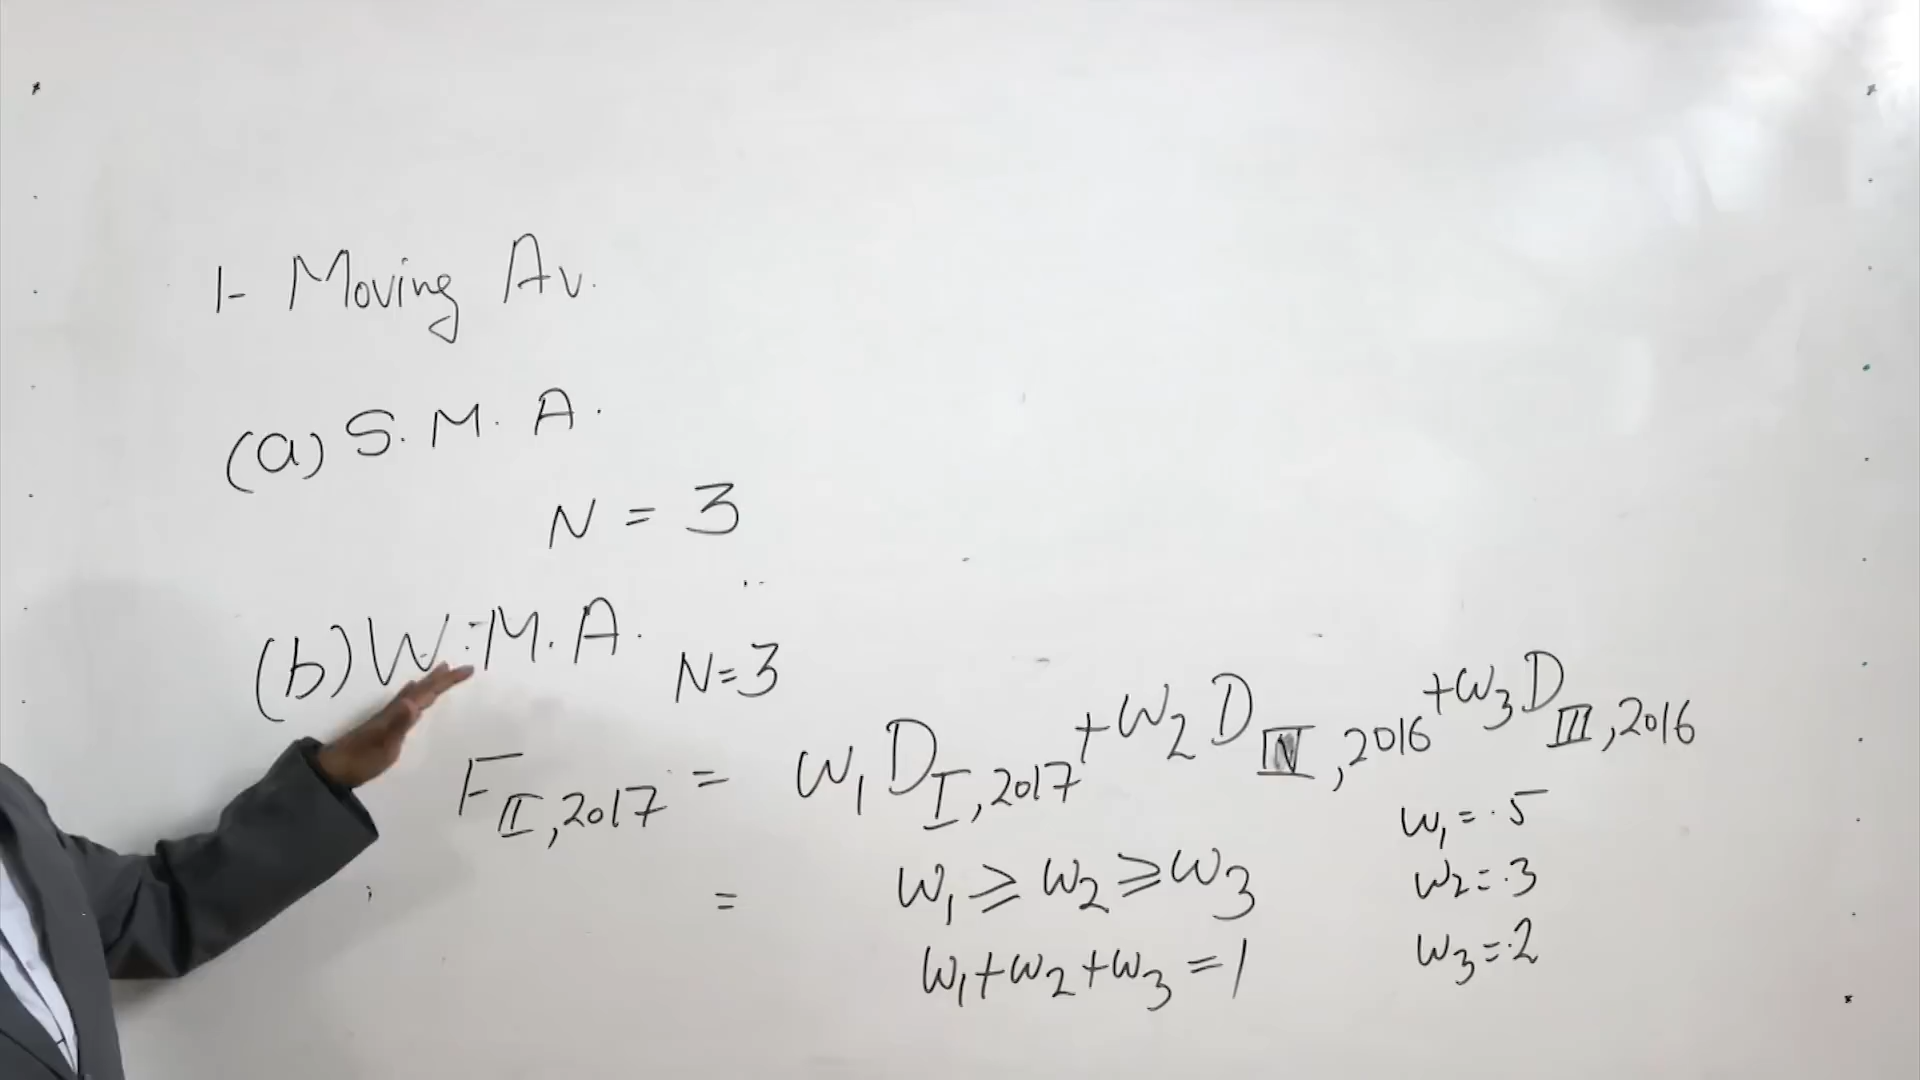 1- Moving Av.
(a) S.M.A.
N = 3
(b) W.M.A. N=3
F II,2017 = w1 D I,2017 + w2 D IV,2016 + w3 D III,2016
w1 = .5
w1 ≥ w2 ≥ w3
w2 = .3
=
w1+w2+w3 = 1
w3 = .2